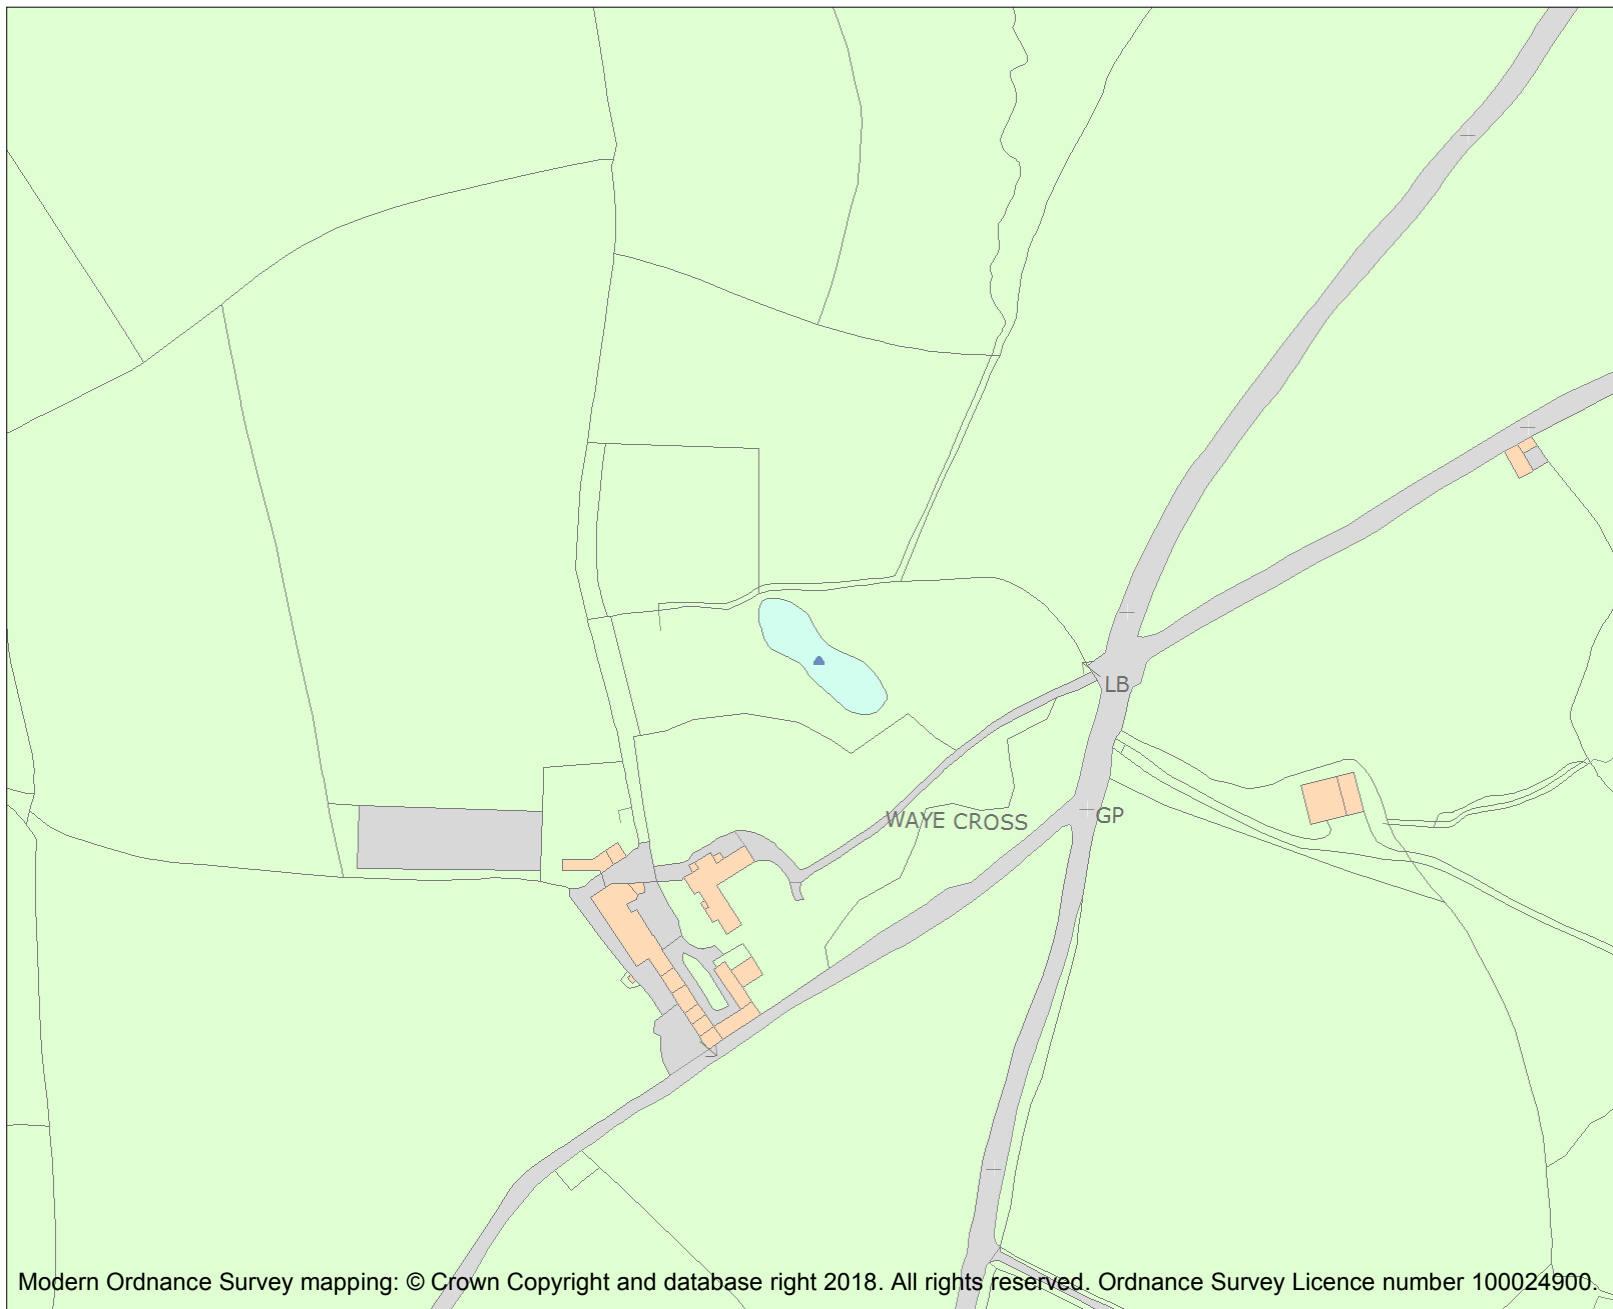 LB
GP
WAYE CROSS
Modern Ordnance Survey mapping: © Crown Copyright and database right 2018. All rights reserved. Ordnance Survey Licence number 100024900.